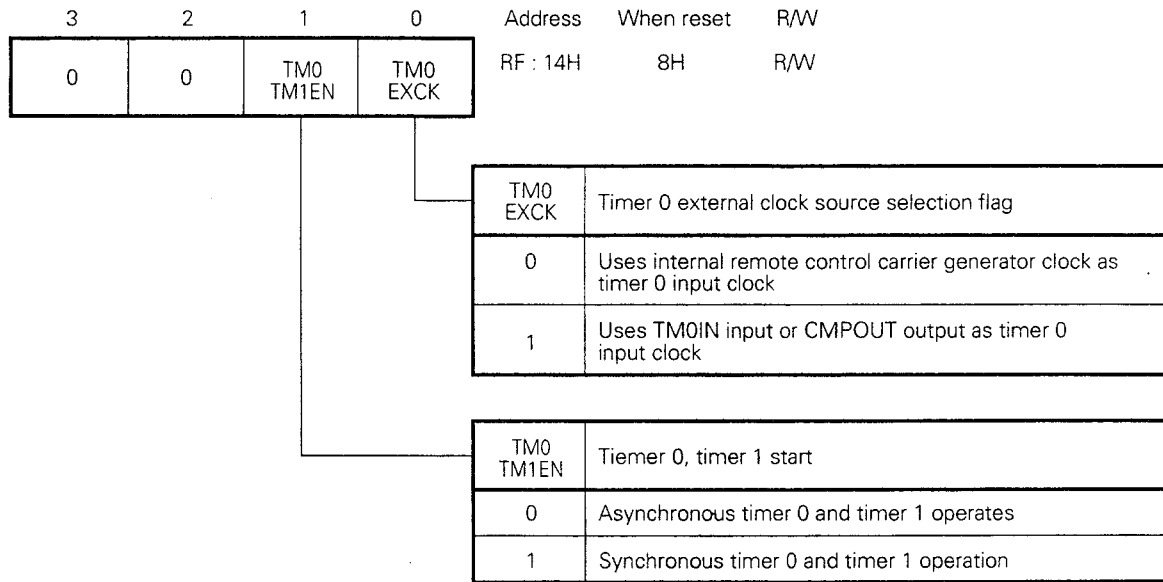 3 2 1 0 Address When reset R/W
0 0 TM0 TM1EN TM0 EXCK RF : 14H 8H R/W
TM0 EXCK Timer 0 external clock source selection flag
0 Uses internal remote control carrier generator clock as
timer 0 input clock
1 Uses TM0IN input or CMPOUT output as timer 0
input clock
TM0 TM1EN Tiemer 0, timer 1 start
0 Asynchronous timer 0 and timer 1 operates
1 Synchronous timer 0 and timer 1 operation